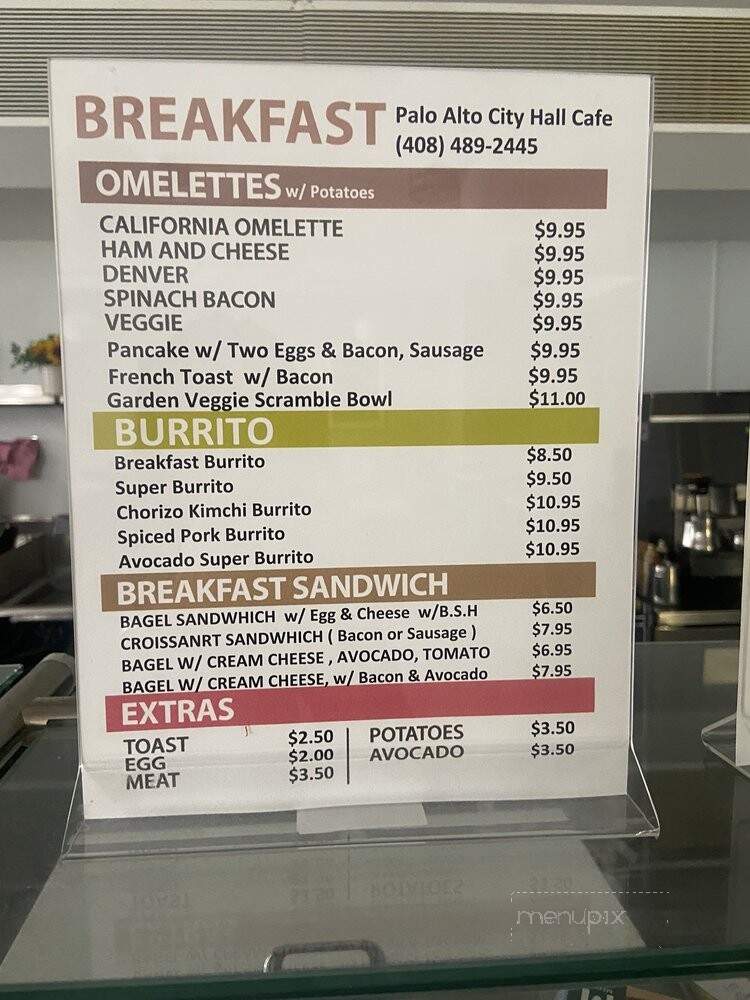 BREAKFAST Palo Alto City Hall Cafe
(408) 489-2445
OMELETTES w/ Potatoes
CALIFORNIA OMELETTE $9.95
HAM AND CHEESE $9.95
DENVER $9.95
SPINACH BACON $9.95
VEGGIE $9.95
Pancake w/ Two Eggs & Bacon, Sausage $9.95
French Toast w/ Bacon $9.95
Garden Veggie Scramble Bowl $11.00
BURRITO
Breakfast Burrito $8.50
Super Burrito $9.50
Chorizo Kimchi Burrito $10.95
Spiced Pork Burrito $10.95
Avocado Super Burrito $10.95
BREAKFAST SANDWICH
BAGEL SANDWHICH w/ Egg & Cheese w/B.S.H $6.50
CROISSANRT SANDWHICH ( Bacon or Sausage ) $7.95
BAGEL W/ CREAM CHEESE , AVOCADO, TOMATO $6.95
BAGEL W/ CREAM CHEESE, w/ Bacon & Avocado $7.95
EXTRAS
TOAST $2.50 POTATOES $3.50
EGG $2.00 AVOCADO $3.50
MEAT $3.50
menupix